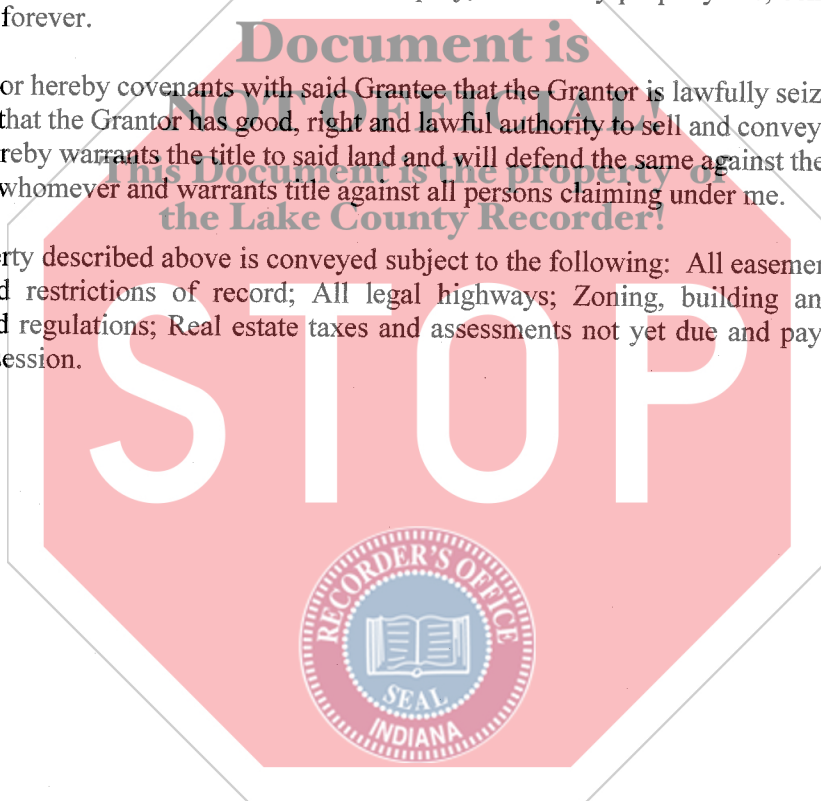 forever.
Document is
or hereby covenants with said Grantee that the Grantor is lawfully seiz
NOT OFFICIAL!
that the Grantor has good, right and lawful authority to sell and convey
reby warrants the title to said land and will defend the same against the
This Document is the property of
whomever and warrants title against all persons claiming under me.
the Lake County Recorder!
rty described above is conveyed subject to the following: All easemen
d restrictions of record; All legal highways; Zoning, building an
d regulations; Real estate taxes and assessments not yet due and pay
ession.
STOP
RECORDER'S OFFICE
SEAL
INDIANA